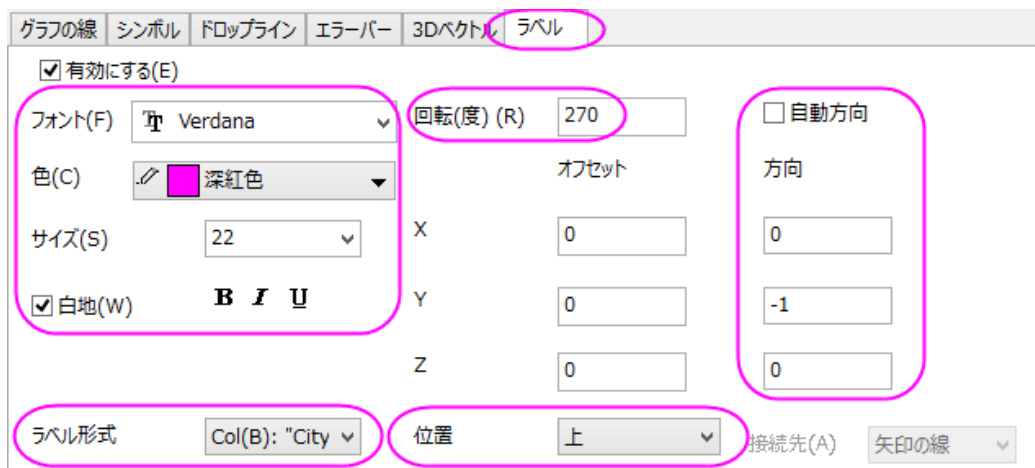 グラフの線 シンボル ドロップライン エラーバー 3Dベクトル ラベル
有効にする(E)
フォント(F) Verdana 回転(度) (R) 270 自動方向
色(C) 深紅色 オフセット 方向
サイズ(S) 22 X 0 0
白地(W) B I U Y 0 -1
Z 0 0
ラベル形式 Col(B): "City 位置 上 接続先(A) 矢印の線